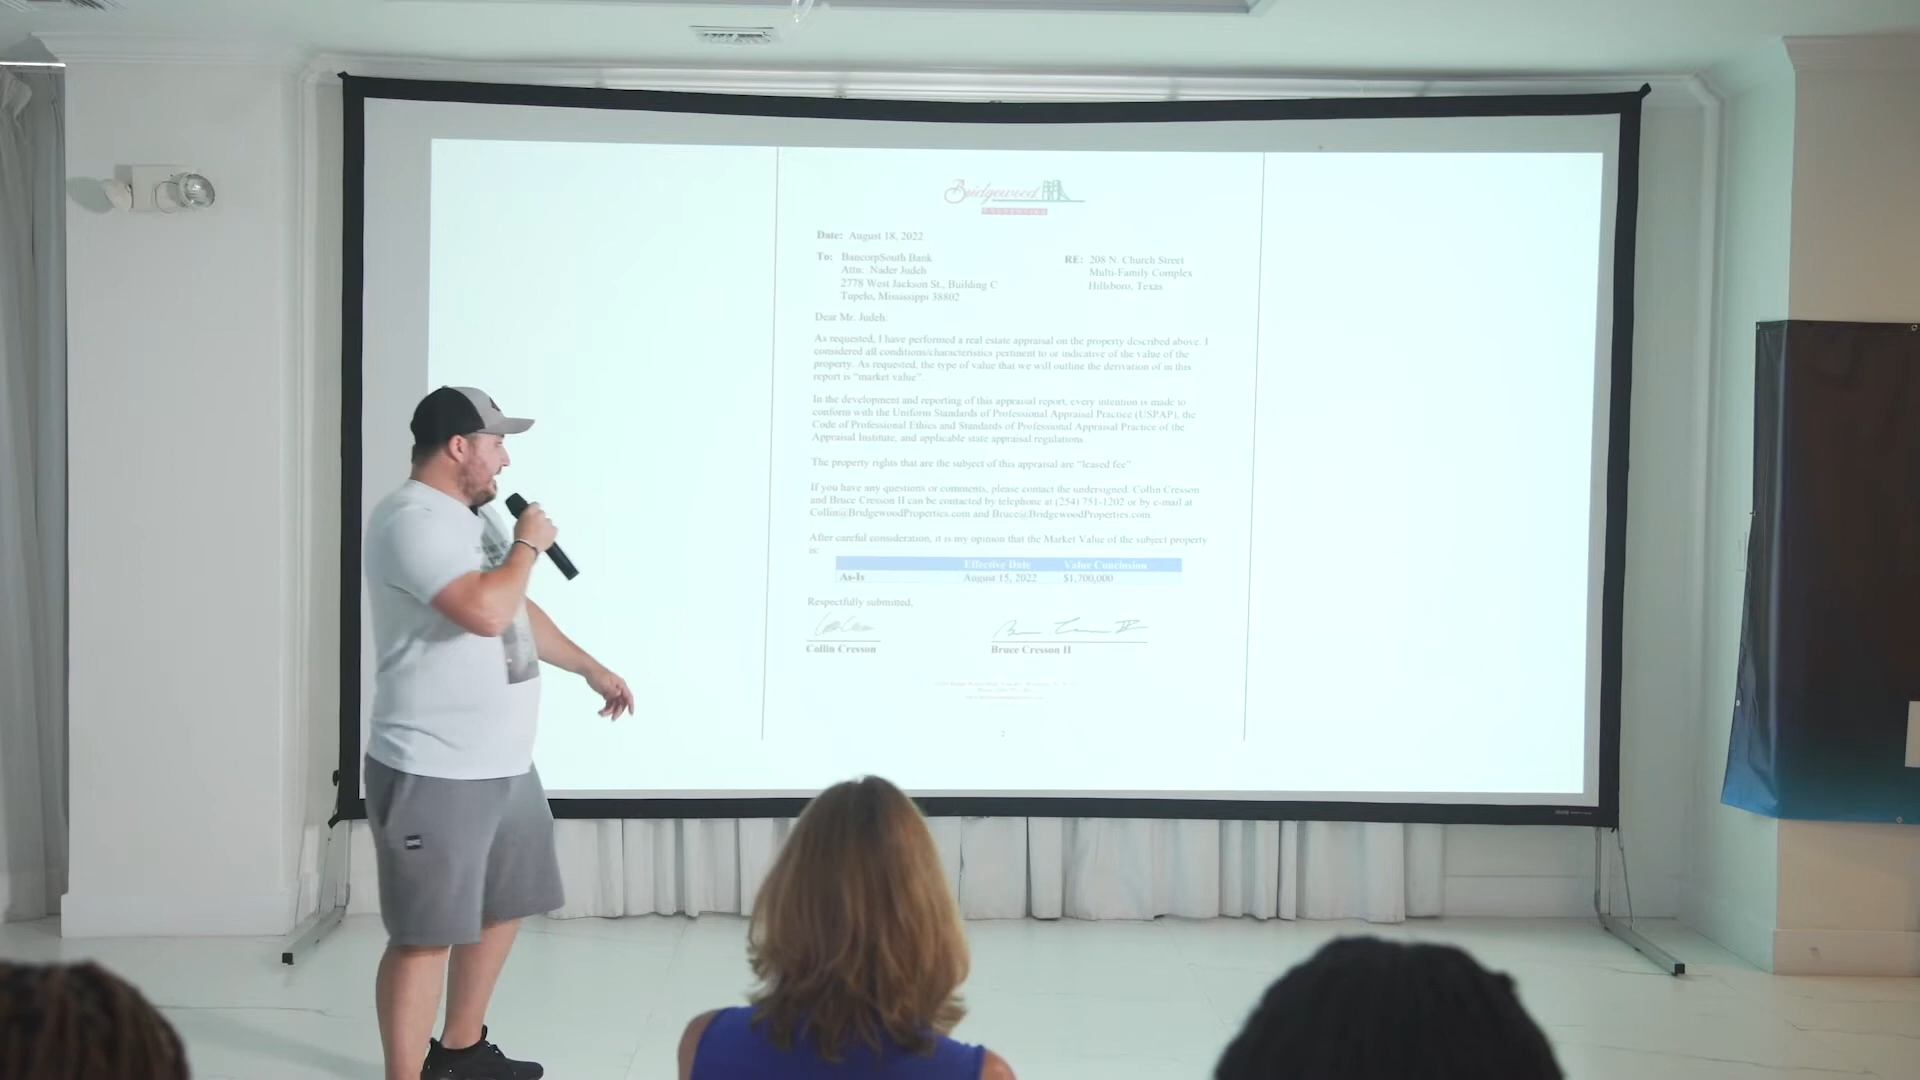 Bridgewood
PROPERTIES
Date: August 18, 2022
To: BancorpSouth Bank
Attn: Nader Judeh
2778 West Jackson St., Building C
Tupelo, Mississippi 38802
RE: 208 N. Church Street
Multi-Family Complex
Hillsboro, Texas
Dear Mr. Judeh:
As requested, I have performed a real estate appraisal on the property described above. I
considered all conditions/characteristics pertinent to or indicative of the value of the
property. As requested, the type of value that we will outline the derivation of in this
report is "market value"
In the development and reporting of this appraisal report, every intention is made to
conform with the Uniform Standards of Professional Appraisal Practice (USPAP), the
Code of Professional Ethics and Standards of Professional Appraisal Practice of the
Appraisal Institute, and applicable state appraisal regulations.
The property rights that are the subject of this appraisal are "leased fee"
If you have any questions or comments, please contact the undersigned. Collin Cresson
and Bruce Cresson II can be contacted by telephone at (254) 751-1202 or by e-mail at
Collin@BridgewoodProperties.com and Bruce@BridgewoodProperties.com.
After careful consideration, it is my opinion that the Market Value of the subject property
is:
Effective Date Value Conclusion
As-Is August 15, 2022 $1,700,000
Respectfully submitted,
Collin Cresson
Bruce Cresson II
2